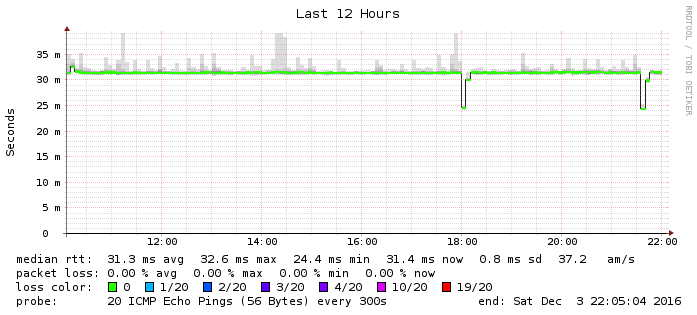 Last 12 Hours
RRDTOOL / TOBI OETIKER
Seconds
35 m
30 m
25 m
20 m
15 m
10 m
5 m
0
12:00 14:00 16:00 18:00 20:00 22:00
median rtt: 31.3 ms avg 32.6 ms max 24.4 ms min 31.4 ms now 0.8 ms sd 37.2 am/s
packet loss: 0.00 % avg 0.00 % max 0.00 % min 0.00 % now
loss color: 0 1/20 2/20 3/20 4/20 10/20 19/20
probe: 20 ICMP Echo Pings (56 Bytes) every 300s end: Sat Dec 3 22:05:04 2016